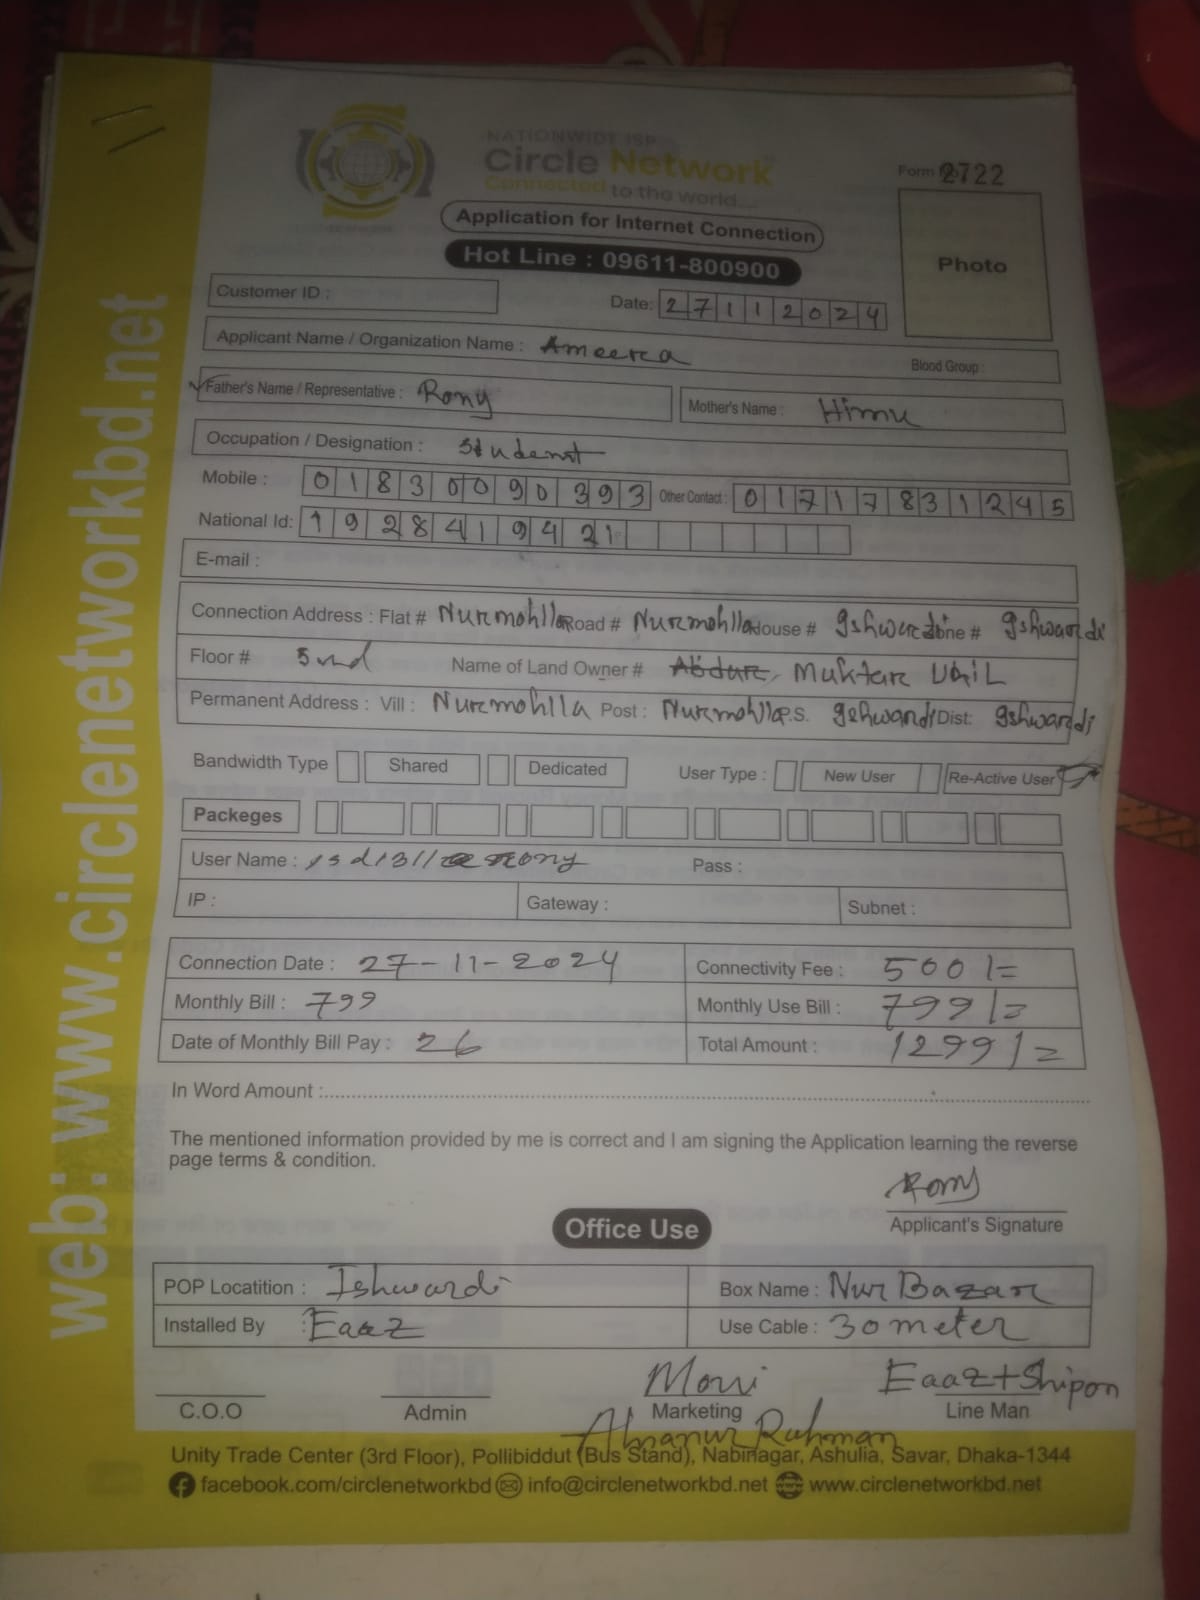 web: www.circlenetworkbd.net
NATIONWIDE ISP
Circle Network
Connected to the world...
Form 2722
Application for Internet Connection
Hot Line : 09611-800900
Photo
Customer ID :
Date: 27112024
Applicant Name / Organization Name : Ameera
Blood Group :
Father's Name / Representative : Rony
Mother's Name : Himu
Occupation / Designation : Student
Mobile : 01830090393 Other Contact : 01717831245
National Id: 1928419421
E-mail :
Connection Address : Flat # Nurmohlla Road # Nurmohlla House # Zone # gshwardi
Floor # 5nd Name of Land Owner # Muktar Ukil
Permanent Address : Vill : Nurmohlla Post : Nurmohlla P.S. gshwardi Dist: gshwardi
Bandwidth Type Shared Dedicated User Type : New User Re-Active User
Packeges
User Name : Pass :
IP : Gateway : Subnet :
Connection Date : 27-11-2024 Connectivity Fee : 500/=
Monthly Bill : 799 Monthly Use Bill : 799/=
Date of Monthly Bill Pay : 26 Total Amount : 1299/=
In Word Amount :
The mentioned information provided by me is correct and I am signing the Application learning the reverse
page terms & condition.
Rony
Applicant's Signature
Office Use
POP Locatition : Ishwardi Box Name : Nur Bazar
Installed By : Eaaz Use Cable : 30 meter
Eaaz+Shipon
C.O.O Admin Marketing Line Man
Rahman
Unity Trade Center (3rd Floor), Pollibiddut (Bus Stand), Nabinagar, Ashulia, Savar, Dhaka-1344
facebook.com/circlenetworkbd info@circlenetworkbd.net www.circlenetworkbd.net